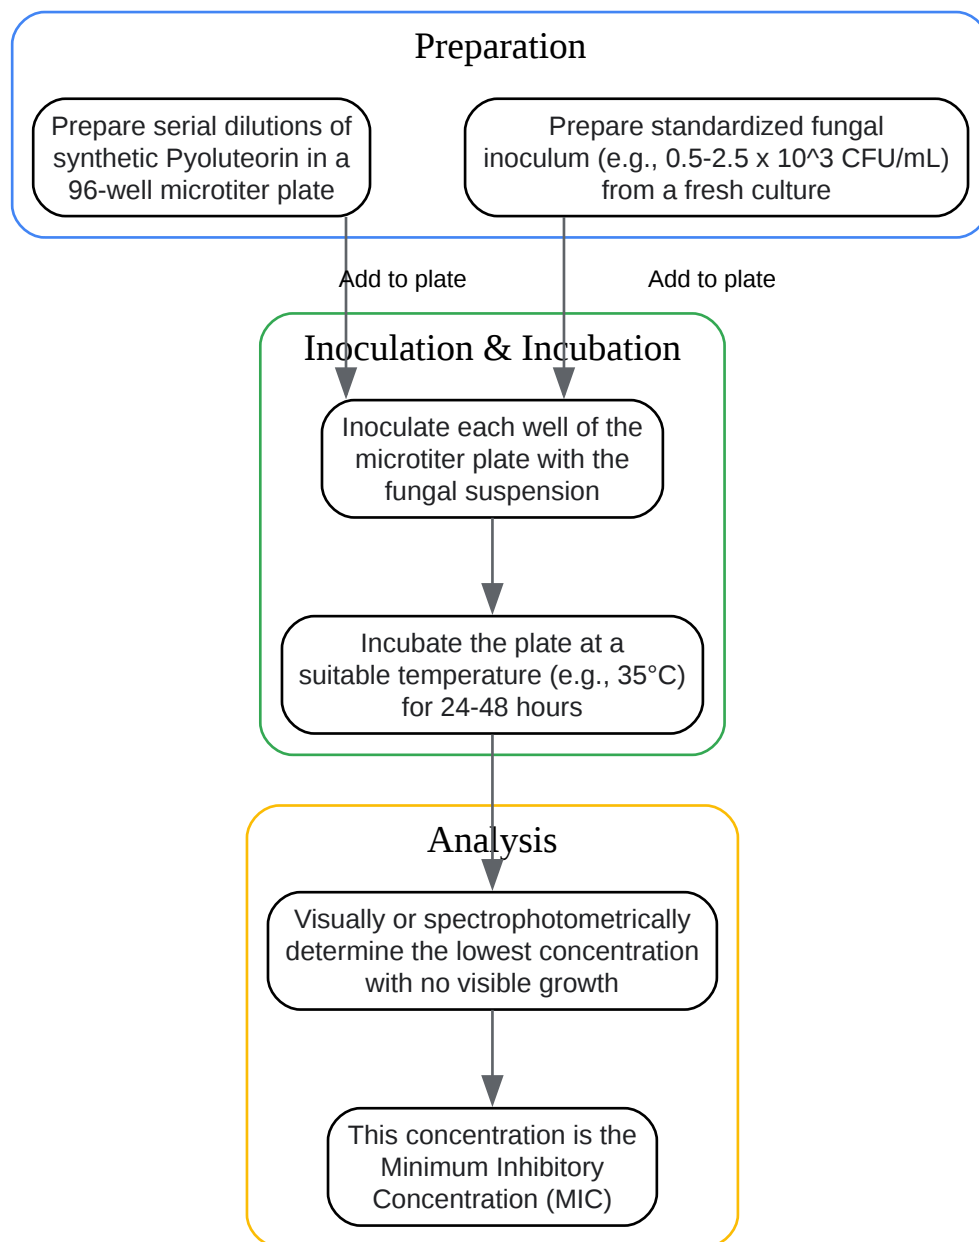 Preparation
Prepare serial dilutions of
synthetic Pyoluteorin in a
96-well microtiter plate
Prepare standardized fungal
inoculum (e.g., 0.5-2.5 x 10^3 CFU/mL)
from a fresh culture
Add to plate
Add to plate
Inoculation & Incubation
Inoculate each well of the
microtiter plate with the
fungal suspension
Incubate the plate at a
suitable temperature (e.g., 35°C)
for 24-48 hours
Analysis
Visually or spectrophotometrically
determine the lowest concentration
with no visible growth
This concentration is the
Minimum Inhibitory
Concentration (MIC)